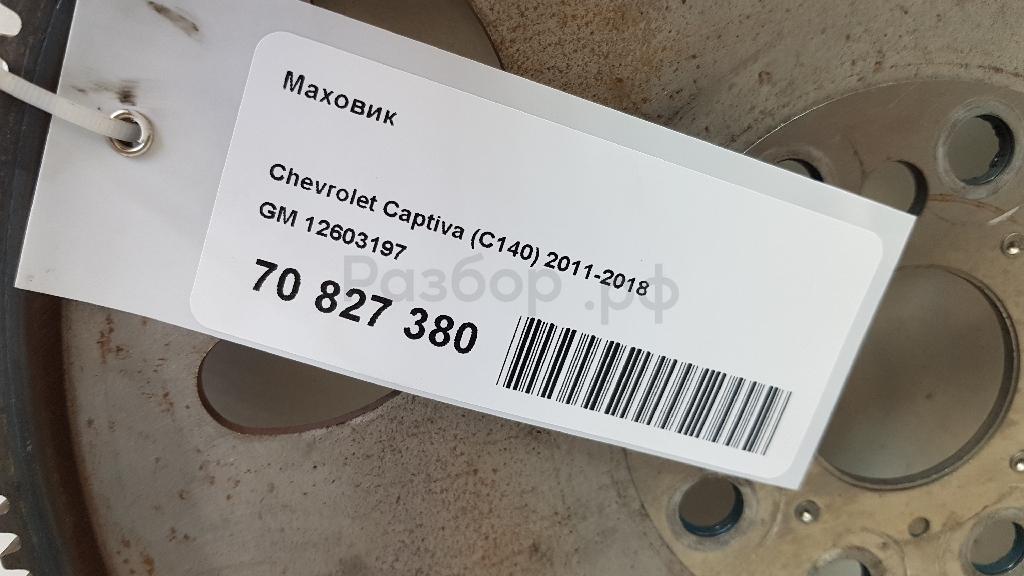 Маховик
Chevrolet Captiva (C140) 2011-2018
GM 12603197
70 827 380
Разбор.рф